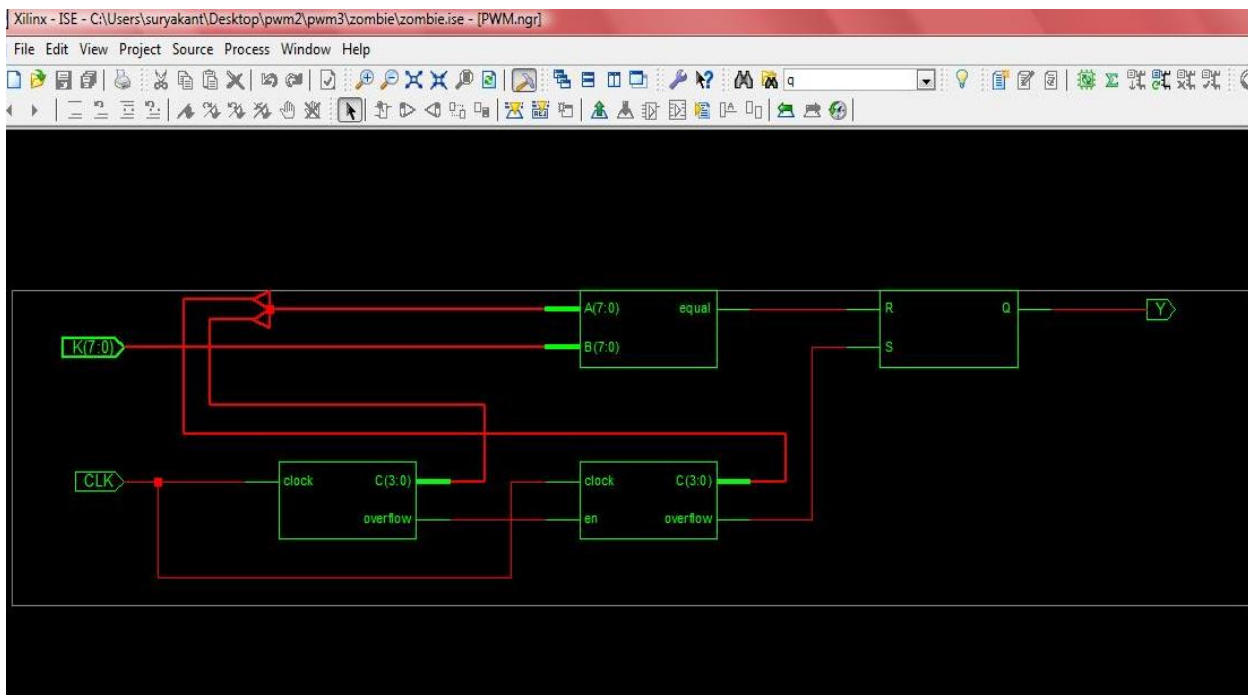 Xilinx - ISE - C:\Users\suryakant\Desktop\pwm2\pwm3\zombie\zombie.ise - [PWM.ngr]
File Edit View Project Source Process Window Help
q
A(7:0) equal R Q Y
K(7:0) B(7:0) S
CLK clock C(3:0) clock C(3:0)
overflow en overflow